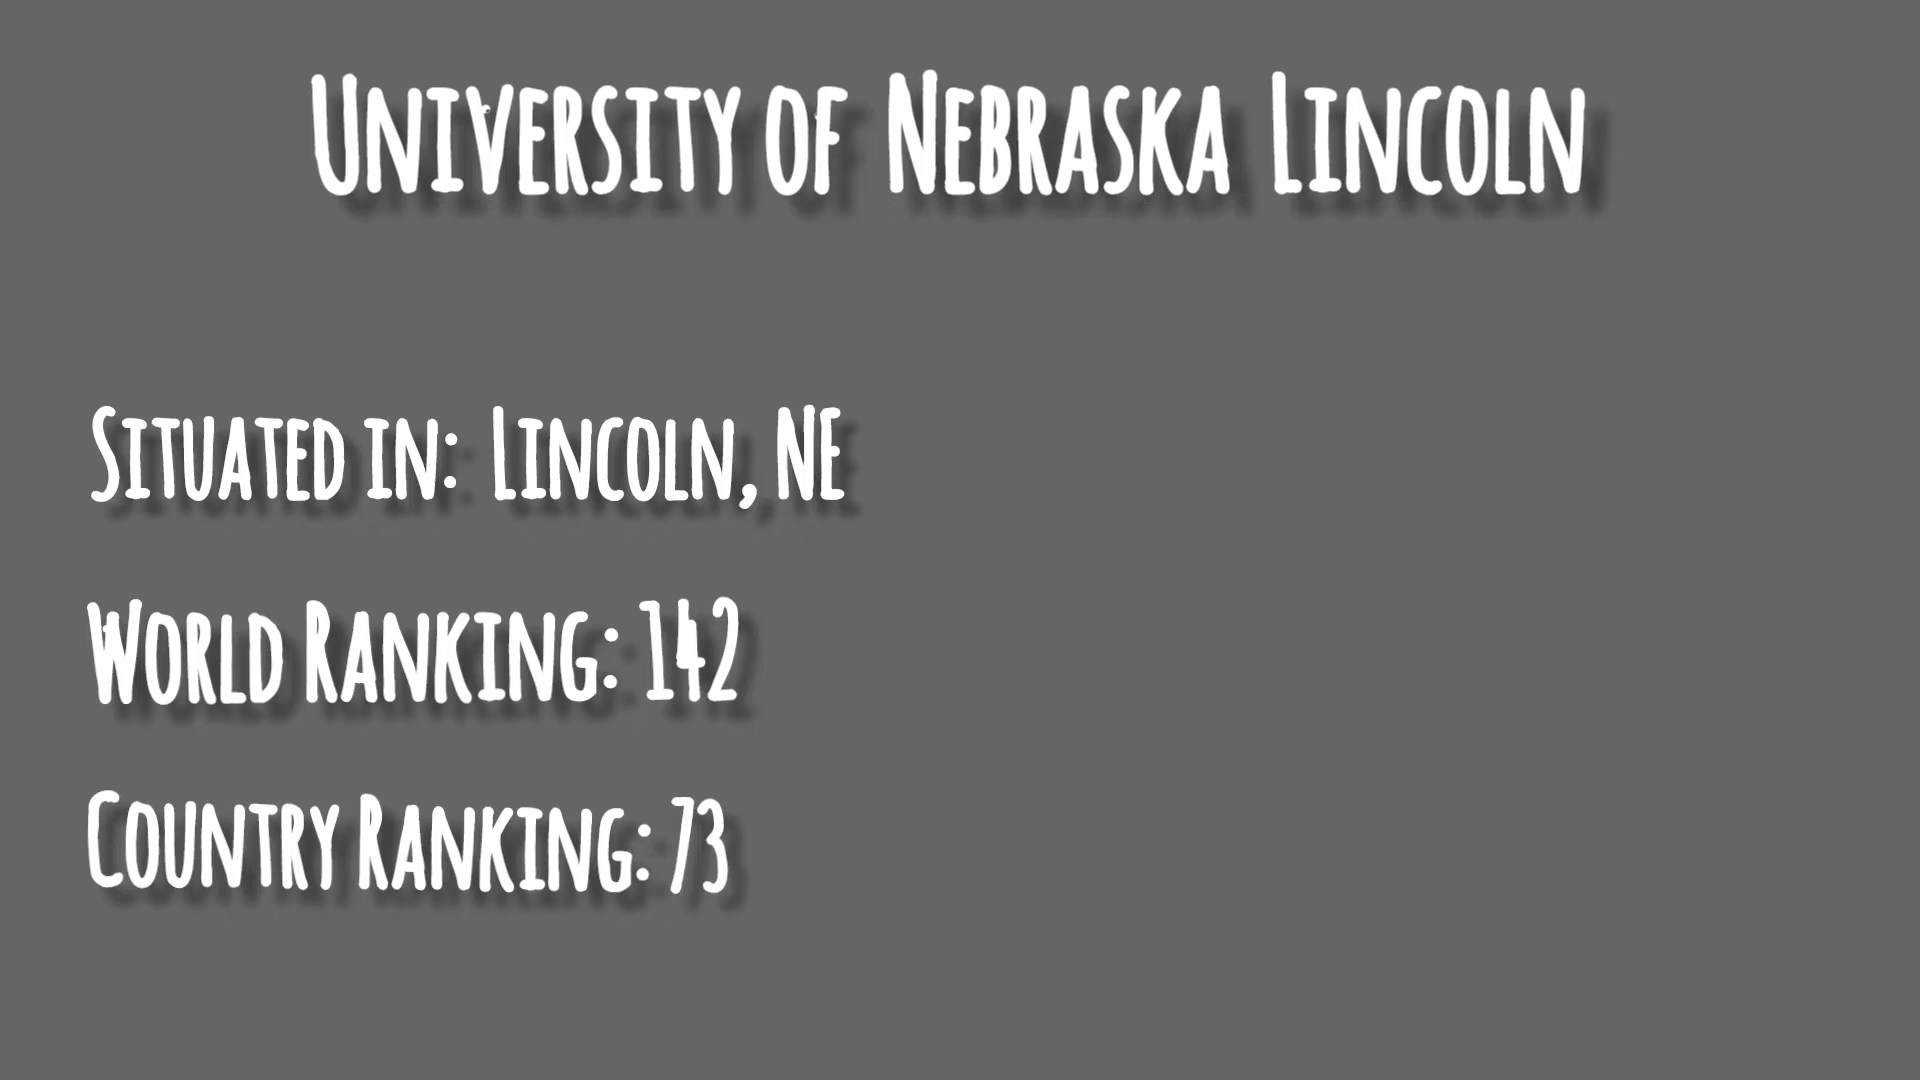 University of Nebraska Lincoln
Situated in: Lincoln, NE
World Ranking: 142
Country Ranking: 73